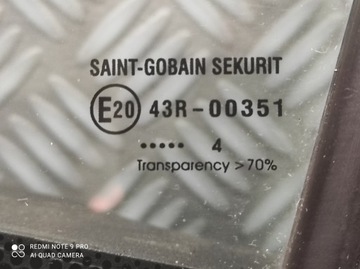 SAINT-GOBAIN SEKURIT
E20 43R-00351
..... 4
Transparency > 70%
REDMI NOTE 9 PRO
AI QUAD CAMERA